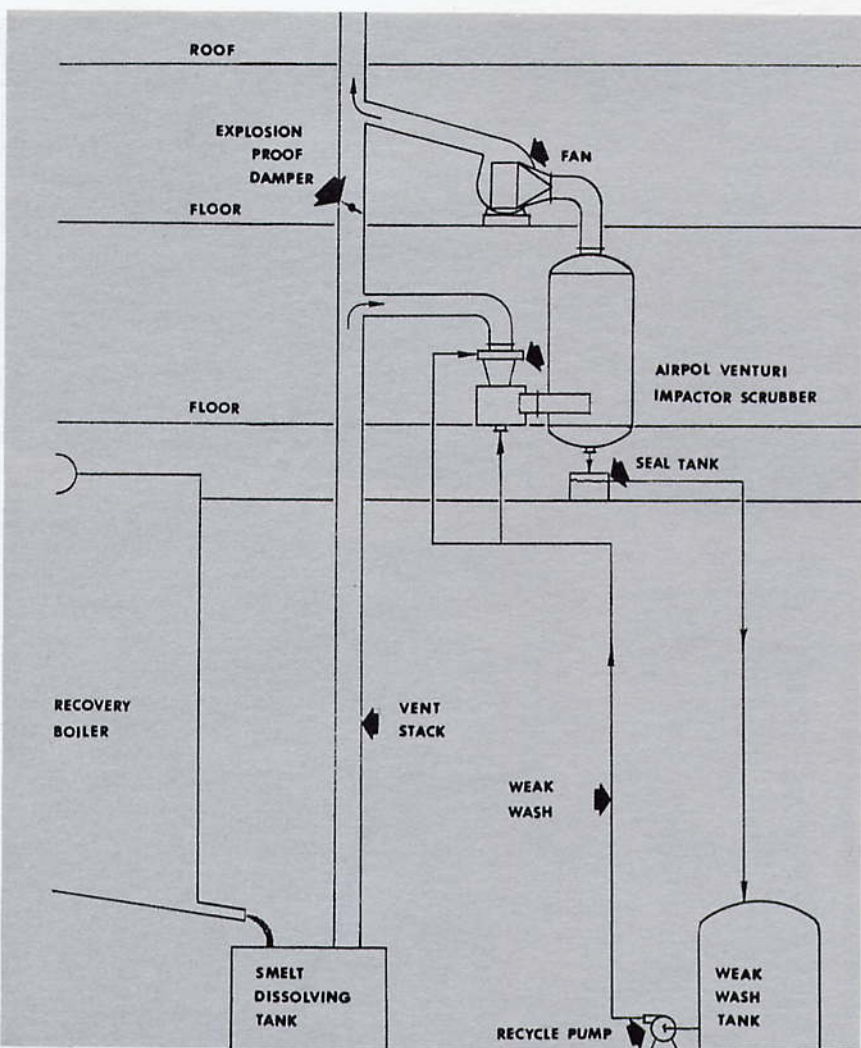 ROOF
EXPLOSION
PROOF
DAMPER
FAN
FLOOR
AIRPOL VENTURI
IMPACTOR SCRUBBER
FLOOR
SEAL TANK
RECOVERY
BOILER
VENT
STACK
WEAK
WASH
SMELT
DISSOLVING
TANK
WEAK
WASH
TANK
RECYCLE PUMP